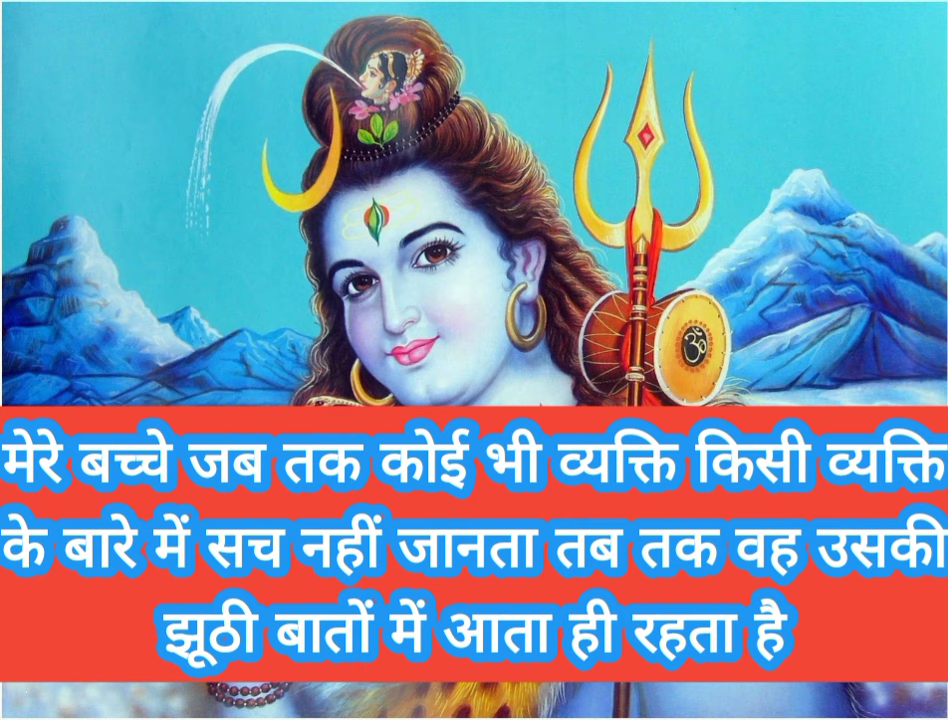 ॐ
मेरे बच्चे जब तक कोई भी व्यक्ति किसी व्यक्ति
के बारे में सच नहीं जानता तब तक वह उसकी
झूठी बातों में आता ही रहता है